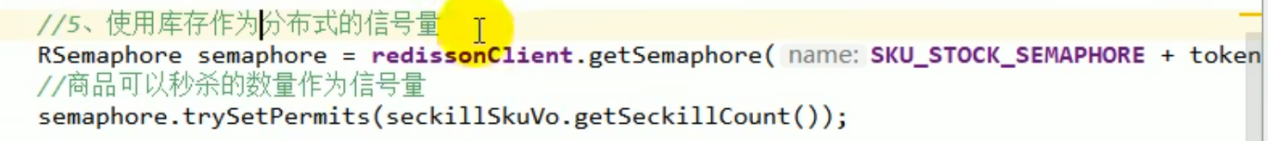 //5、使用库存作为分布式的信号量
RSemaphore semaphore = redissonClient.getSemaphore( name: SKU_STOCK_SEMAPHORE + token
//商品可以秒杀的数量作为信号量
semaphore.trySetPermits(seckillSkuVo.getSeckillCount());